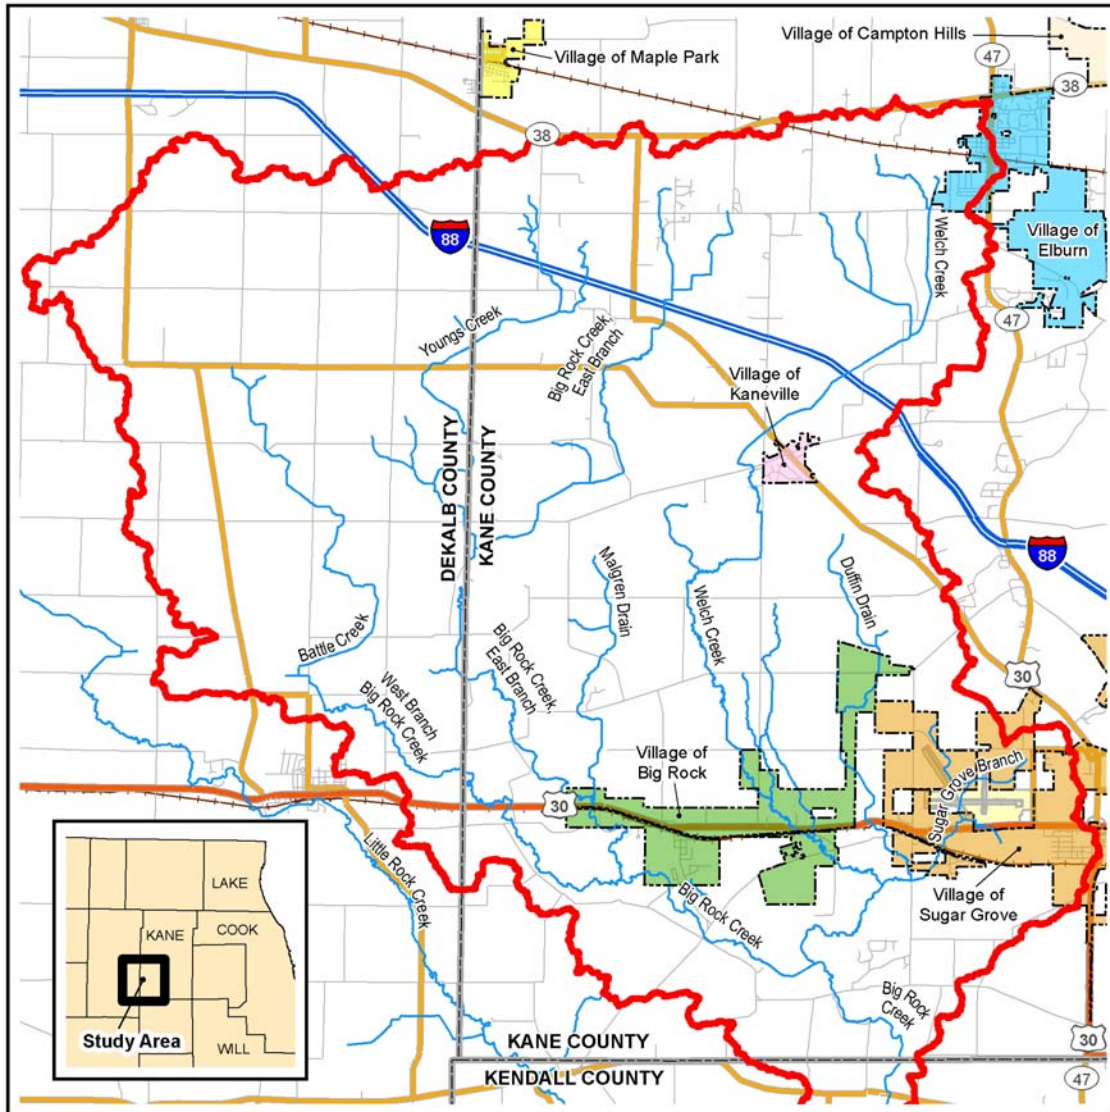 Village of Campton Hills
47
Village of Maple Park
38
38
Village of
Elburn
Welch Creek
88
47
Youngs Creek
Big Rock Creek,
East Branch
Village of
Kaneville
DEKALB COUNTY
KANE COUNTY
88
Malgren Drain
Duffin Drain
Welch Creek
Battle Creek
Big Rock Creek,
East Branch
West Branch
Big Rock Creek
30
Village of
Big Rock
Sugar Grove Branch
30
Little Rock Creek
Village of
Sugar Grove
Big Rock Creek
LAKE
KANE
COOK
Study Area
WILL
Big Rock
Creek
KANE COUNTY
KENDALL COUNTY
30
47